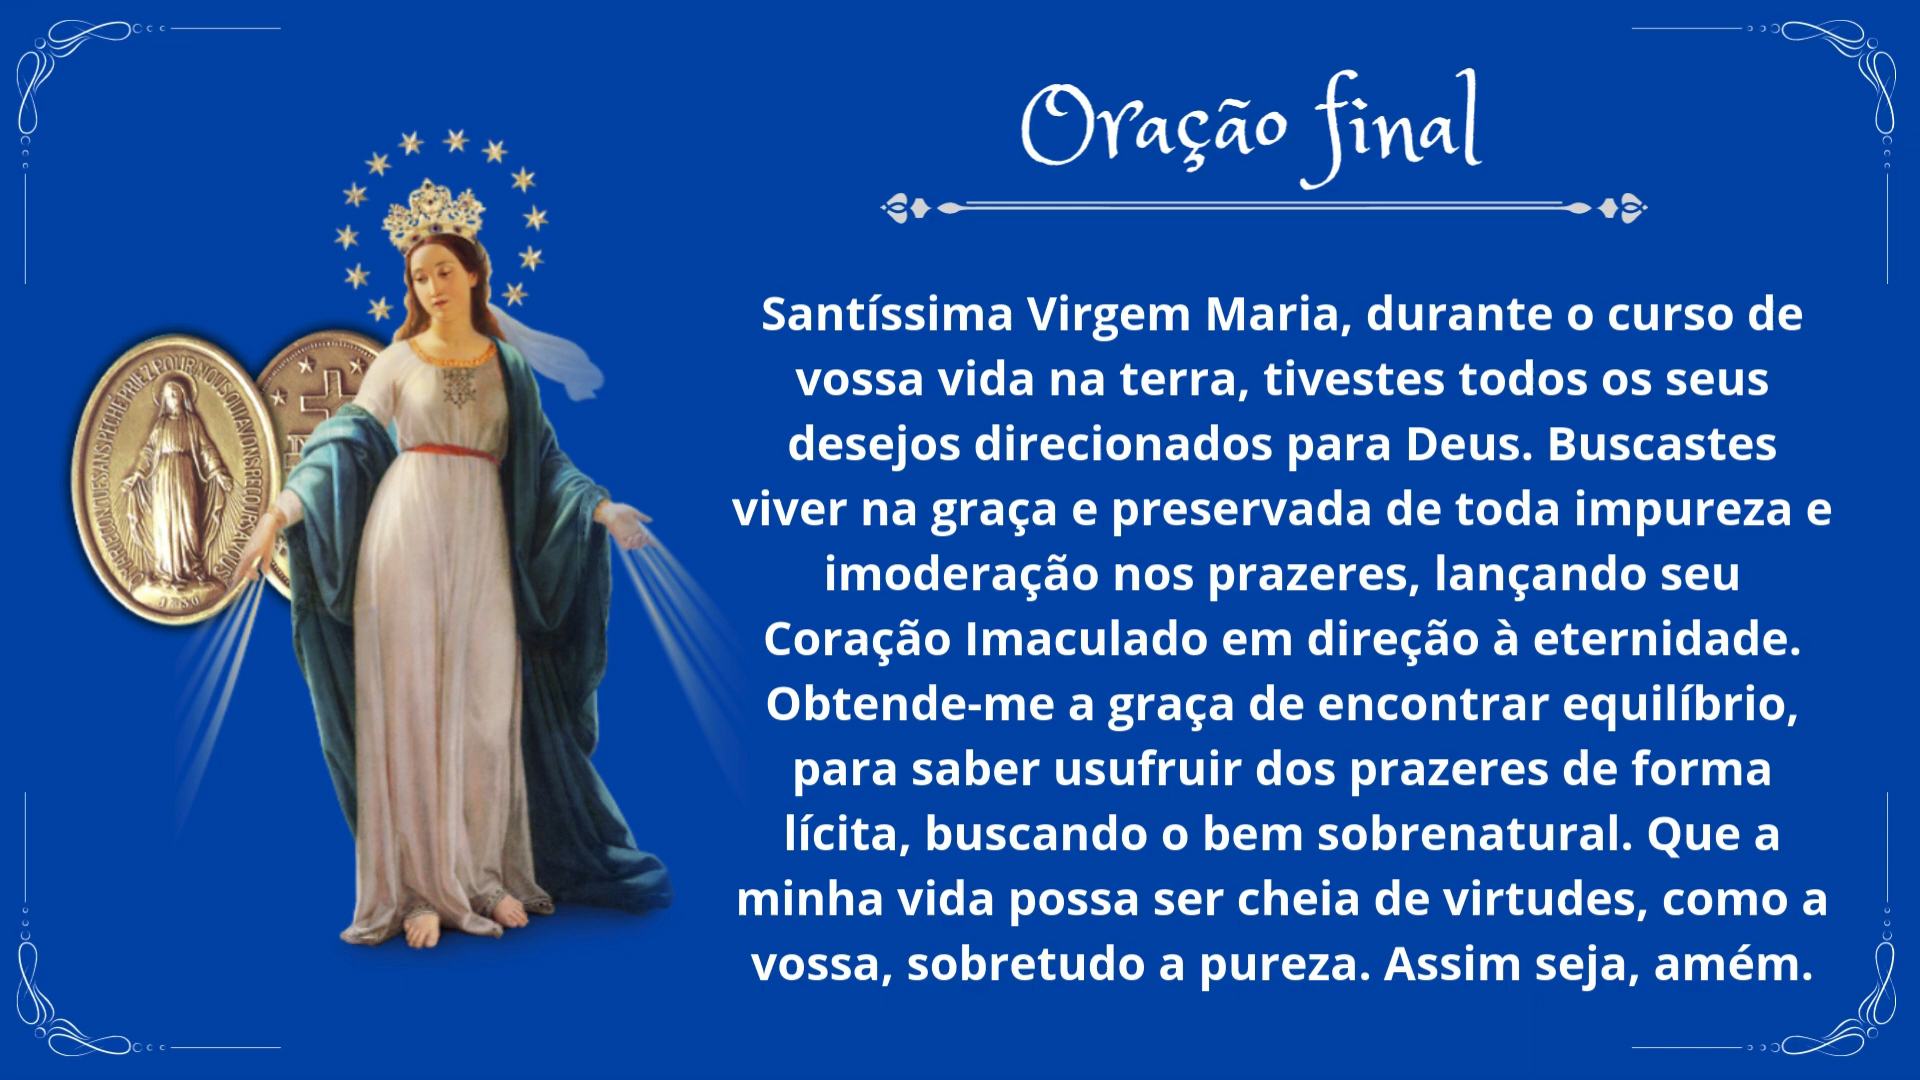 Oração final
Santíssima Virgem Maria, durante o curso de
vossa vida na terra, tivestes todos os seus
desejos direcionados para Deus. Buscastes
viver na graça e preservada de toda impureza e
imoderação nos prazeres, lançando seu
Coração Imaculado em direção à eternidade.
Obtende-me a graça de encontrar equilíbrio,
para saber usufruir dos prazeres de forma
lícita, buscando o bem sobrenatural. Que a
minha vida possa ser cheia de virtudes, como a
vossa, sobretudo a pureza. Assim seja, amém.